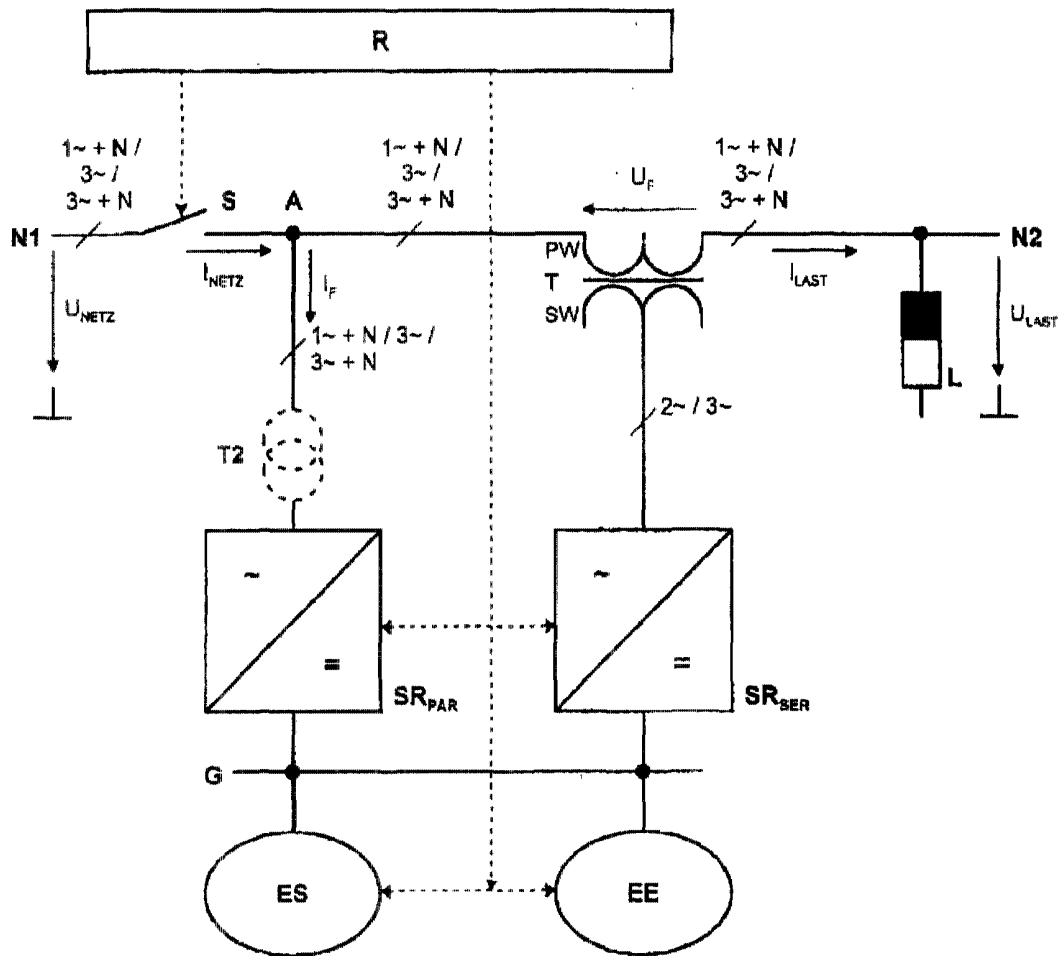 R
1~ + N /
3~ /
3~ + N
1~ + N /
3~ /
3~ + N
1~ + N /
3~ /
3~ + N
U_F
S
A
N1
N2
PW
T
SW
I_NETZ
I_F
I_LAST
U_NETZ
U_LAST
1~ + N / 3~ /
3~ + N
L
2~ / 3~
T2
~
=
~
=
SR_PAR
SR_SER
G
ES
EE